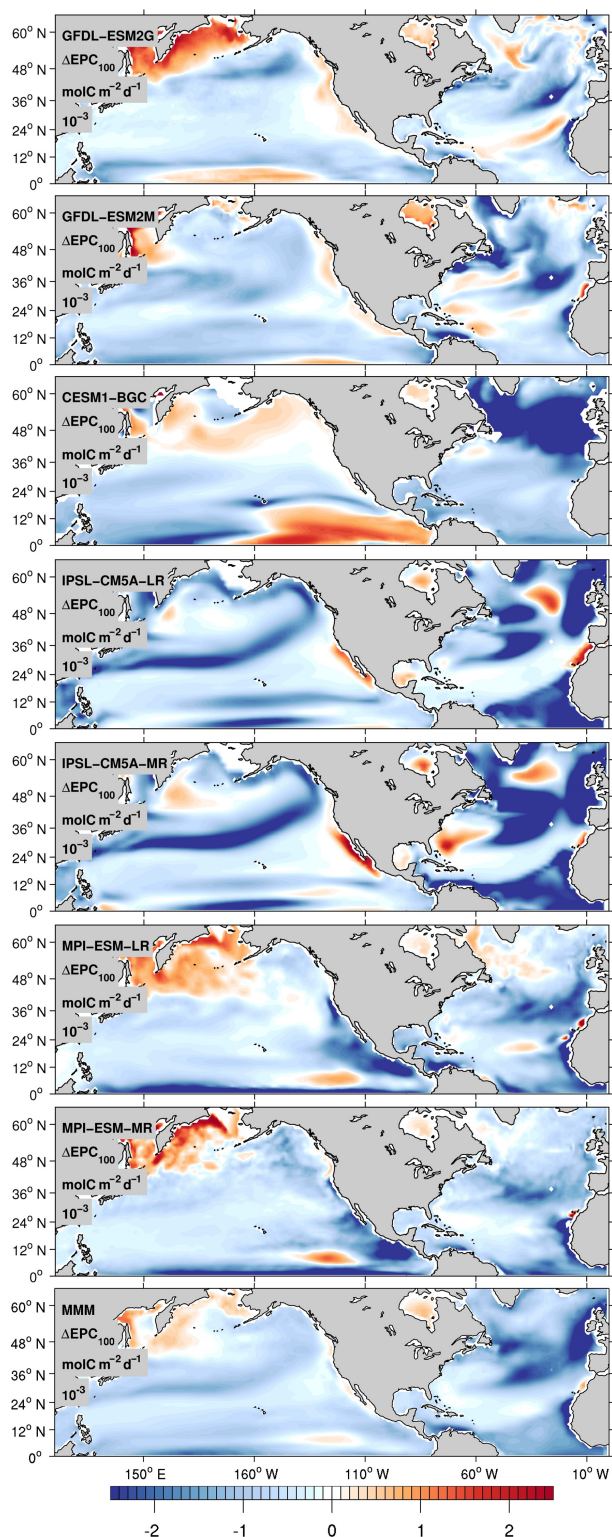 60° N
GFDL−ESM2G
48° N
ΔEPC100
36° N
molC m−2 d−1
24° N
10−3
12° N
0°
60° N
GFDL−ESM2M
48° N
ΔEPC100
36° N
molC m−2 d−1
24° N
10−3
12° N
0°
60° N
CESM1−BGC
48° N
ΔEPC100
36° N
molC m−2 d−1
24° N
10−3
12° N
0°
60° N
IPSL−CM5A−LR
48° N
ΔEPC100
36° N
molC m−2 d−1
24° N
10−3
12° N
0°
60° N
IPSL−CM5A−MR
48° N
ΔEPC100
36° N
molC m−2 d−1
24° N
10−3
12° N
0°
60° N
MPI−ESM−LR
48° N
ΔEPC100
36° N
molC m−2 d−1
24° N
10−3
12° N
0°
60° N
MPI−ESM−MR
48° N
ΔEPC100
36° N
molC m−2 d−1
24° N
10−3
12° N
0°
60° N
MMM
48° N
ΔEPC100
36° N
molC m−2 d−1
24° N
10−3
12° N
0°
150° E 160° W 110° W 60° W 10° W
-2 -1 0 1 2